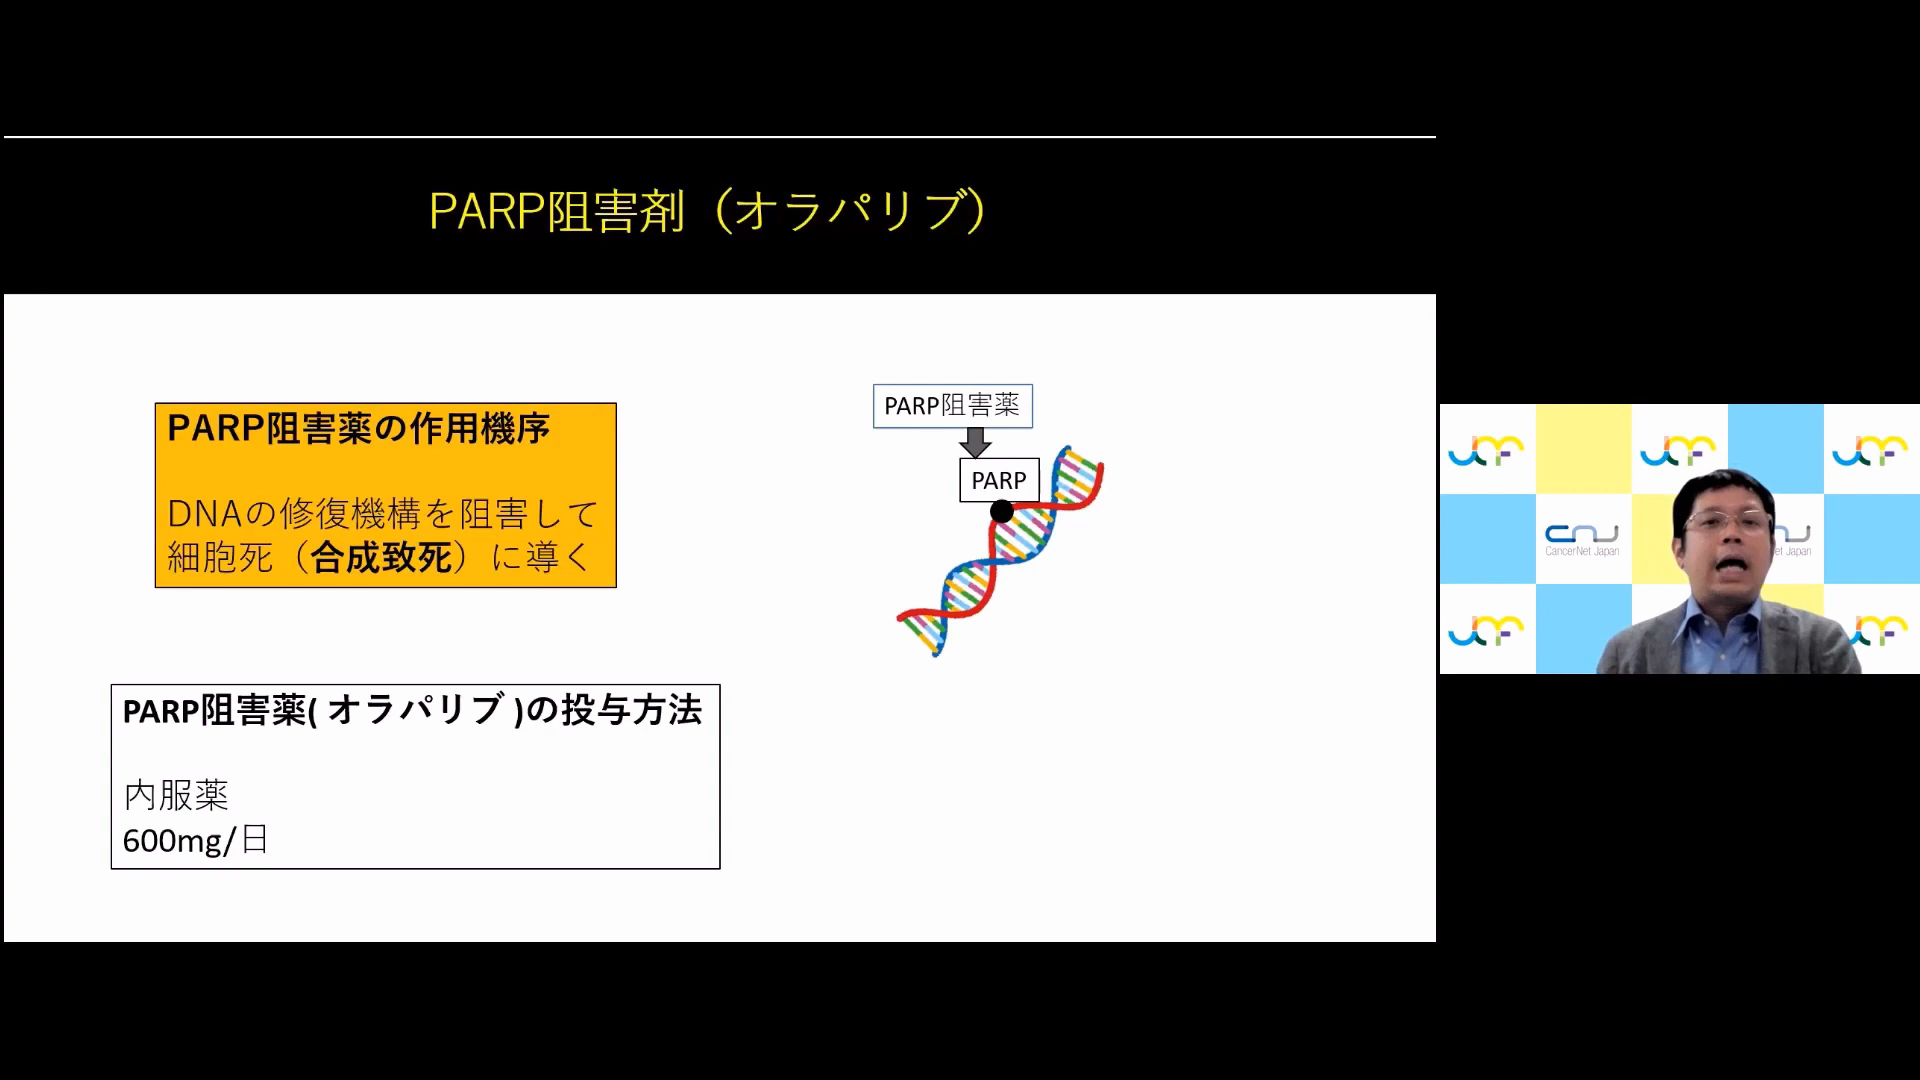 PARP阻害剤（オラパリブ）
PARP阻害薬の作用機序
DNAの修復機構を阻害して
細胞死（合成致死）に導く
PARP阻害薬
PARP
PARP阻害薬( オラパリブ )の投与方法
内服薬
600mg/日
CancerNet Japan
et Japan